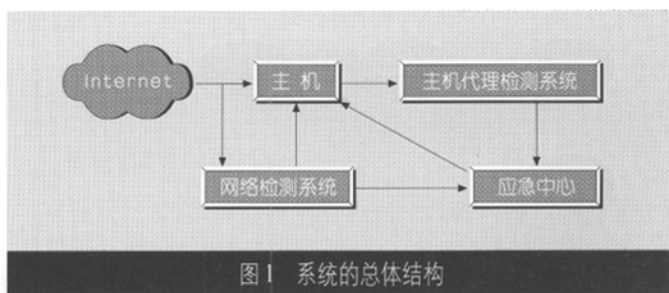 Internet
主机
主机代理检测系统
网络检测系统
应急中心
图1 系统的总体结构